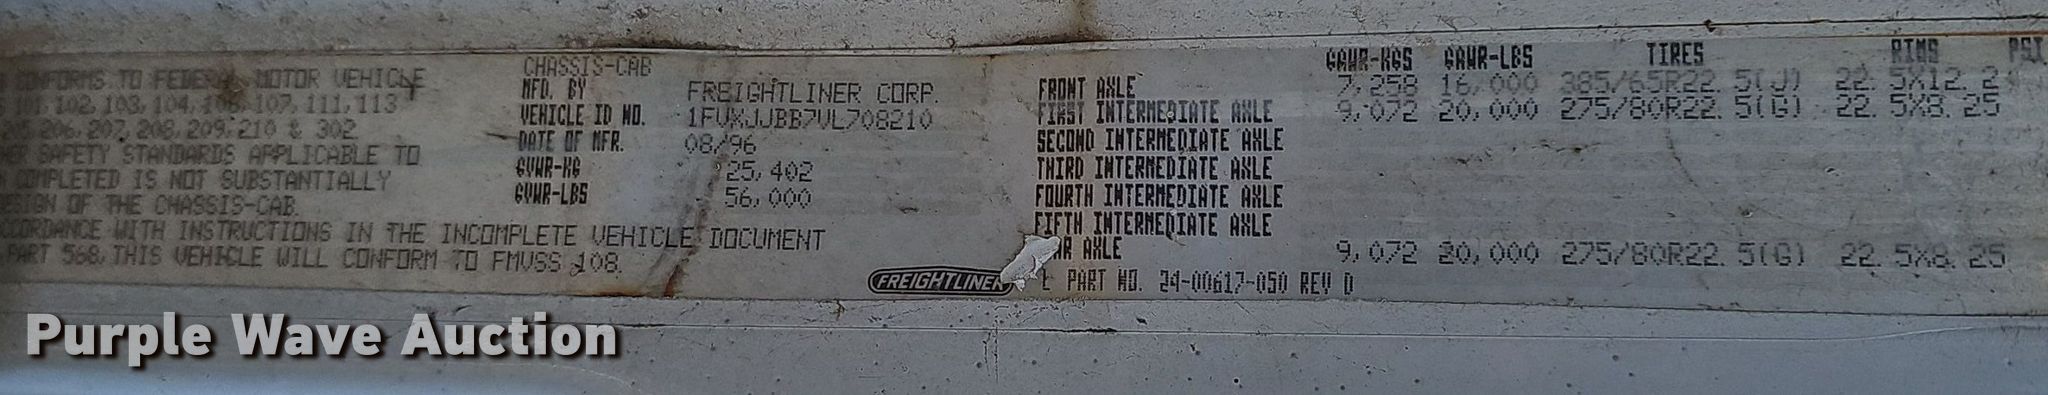 CONFORMS TO FEDERAL MOTOR VEHICLE
101, 102, 103, 104, 105, 107, 111, 113
206, 207, 208, 209, 210 & 302
SAFETY STANDARDS APPLICABLE TO
COMPLETED IS NOT SUBSTANTIALLY
OF THE CHASSIS-CAB
WITH INSTRUCTIONS IN THE INCOMPLETE VEHICLE DOCUMENT
PART 568, THIS VEHICLE WILL CONFORM TO FMVSS 108.
CHASSIS-CAB
MFD. BY FREIGHTLINER CORP.
VEHICLE ID NO. 1FVXJJBB7VL708210
DATE OF MFR. 08/96
GVWR-KG 25,402
GVWR-LBS 56,000
GAWR-KGS GAWR-LBS TIRES RIMS PSI
FRONT AXLE 7,258 16,000 385/65R22.5(J) 22.5X12.2
FIRST INTERMEDIATE AXLE 9,072 20,000 275/80R22.5(G) 22.5X8.25
SECOND INTERMEDIATE AXLE
THIRD INTERMEDIATE AXLE
FOURTH INTERMEDIATE AXLE
FIFTH INTERMEDIATE AXLE
AR AXLE 9,072 20,000 275/80R22.5(G) 22.5X8.25
FREIGHTLINER PART NO. 24-00617-050 REV D
Purple Wave Auction